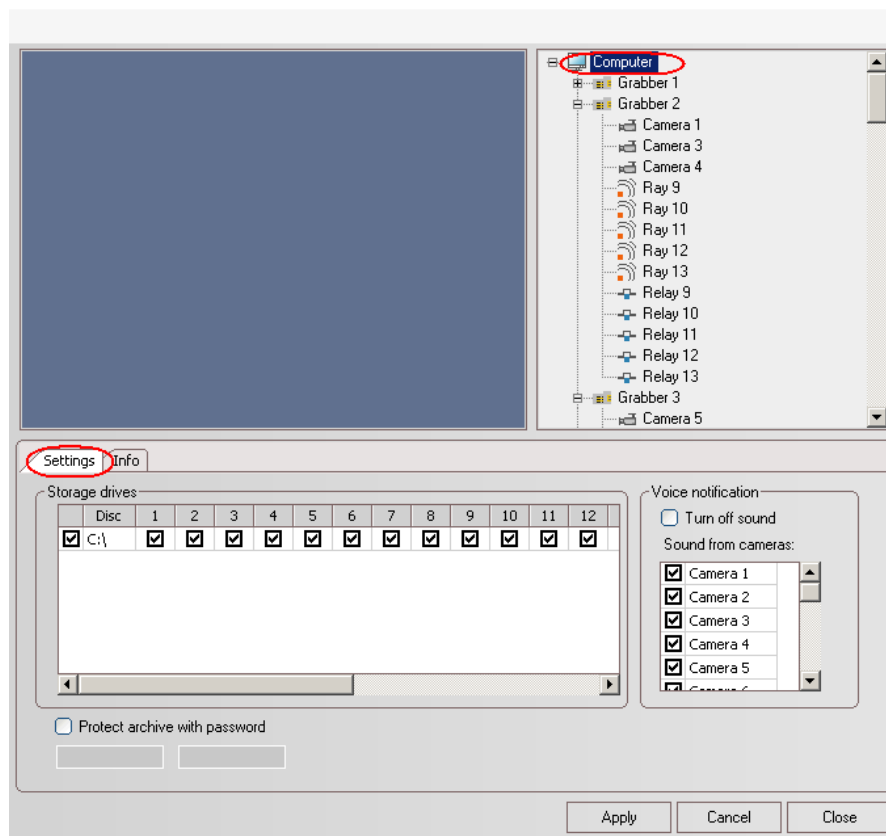 Computer
Grabber 1
Grabber 2
Camera 1
Camera 3
Camera 4
Ray 9
Ray 10
Ray 11
Ray 12
Ray 13
Relay 9
Relay 10
Relay 11
Relay 12
Relay 13
Grabber 3
Camera 5
Settings Info
Storage drives
Disc 1 2 3 4 5 6 7 8 9 10 11 12
C:\
Protect archive with password
Voice notification
Turn off sound
Sound from cameras:
Camera 1
Camera 2
Camera 3
Camera 4
Camera 5
Apply Cancel Close